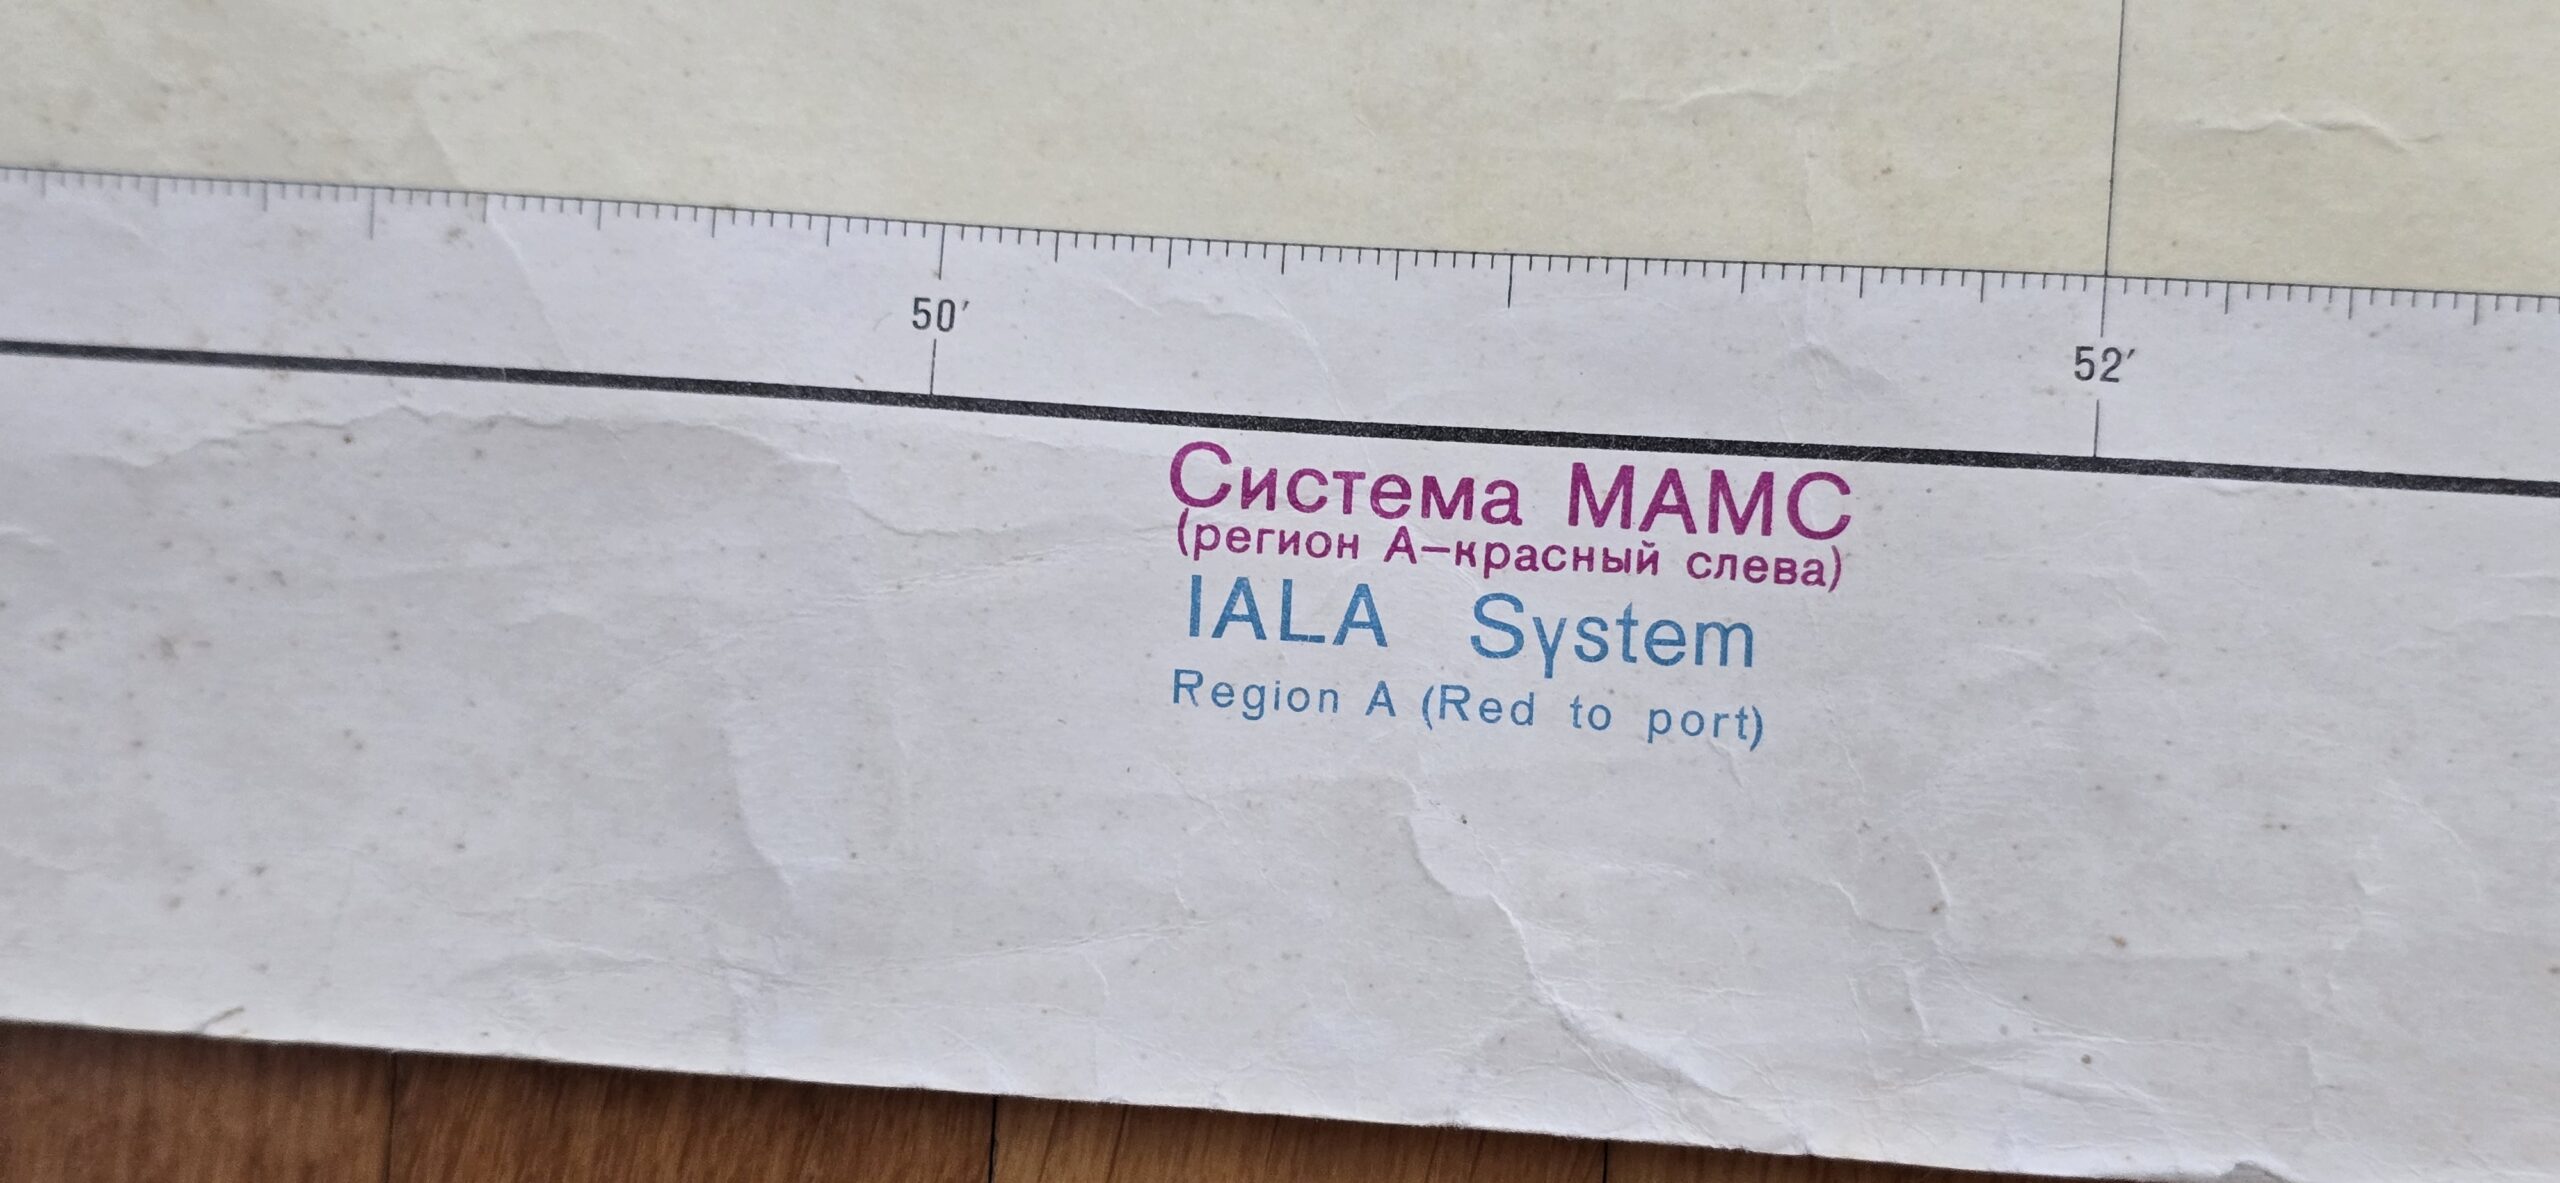 50′
52′
Система МАМС
(регион А–красный слева)
IALA System
Region A (Red to port)